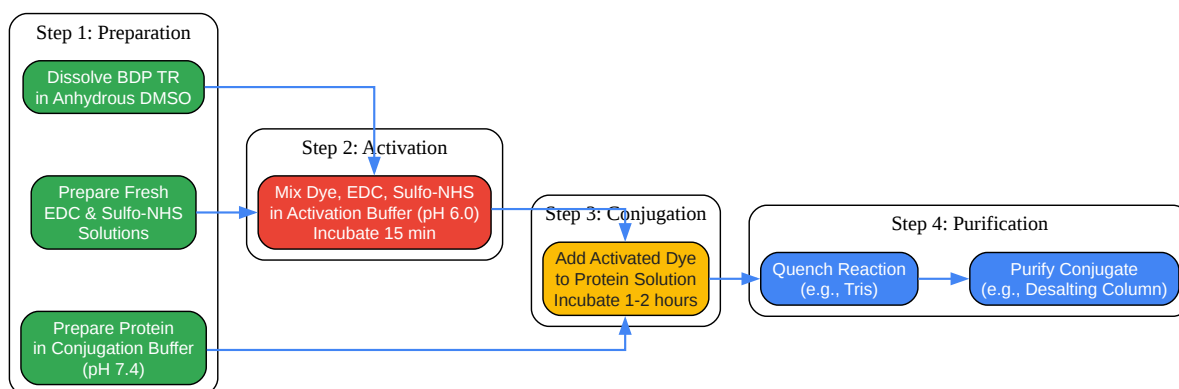 Step 1: Preparation
Dissolve BDP TR
in Anhydrous DMSO
Prepare Fresh
EDC & Sulfo-NHS
Solutions
Prepare Protein
in Conjugation Buffer
(pH 7.4)
Step 2: Activation
Mix Dye, EDC, Sulfo-NHS
in Activation Buffer (pH 6.0)
Incubate 15 min
Step 3: Conjugation
Add Activated Dye
to Protein Solution
Incubate 1-2 hours
Step 4: Purification
Quench Reaction
(e.g., Tris)
Purify Conjugate
(e.g., Desalting Column)